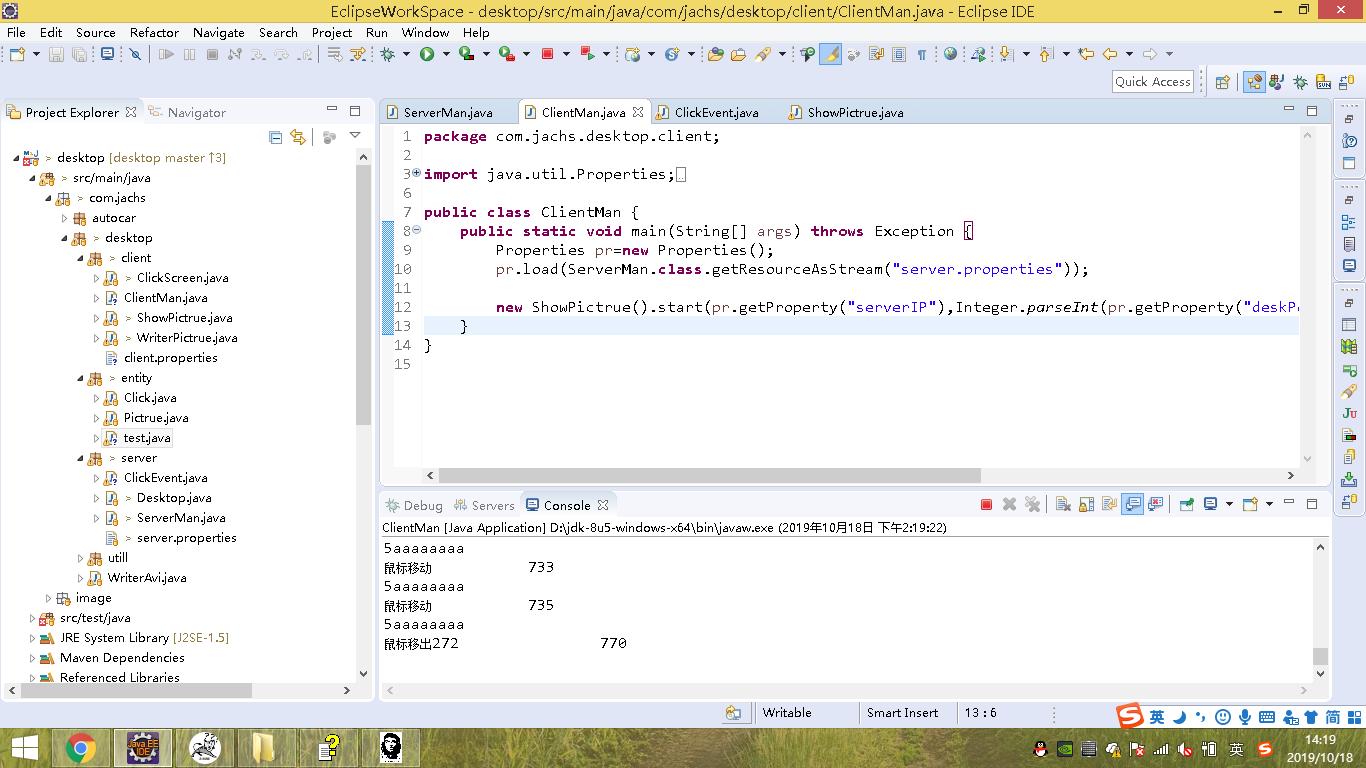 EclipseWorkSpace - desktop/src/main/java/com/jachs/desktop/client/ClientMan.java - Eclipse IDE
File Edit Source Refactor Navigate Search Project Run Window Help
Quick Access
Project Explorer Navigator
> desktop [desktop master ↑3]
> src/main/java
> com.jachs
autocar
> desktop
> client
> ClickScreen.java
ClientMan.java
> ShowPictrue.java
> WriterPictrue.java
client.properties
> entity
Click.java
Pictrue.java
test.java
> server
ClickEvent.java
> Desktop.java
> ServerMan.java
> server.properties
> utill
WriterAvi.java
image
src/test/java
JRE System Library [J2SE-1.5]
Maven Dependencies
Referenced Libraries
ServerMan.java ClientMan.java ClickEvent.java ShowPictrue.java
1 package com.jachs.desktop.client;
2
3 import java.util.Properties;
6
7 public class ClientMan {
8 public static void main(String[] args) throws Exception {
9 Properties pr=new Properties();
10 pr.load(ServerMan.class.getResourceAsStream("server.properties"));
11
12 new ShowPictrue().start(pr.getProperty("serverIP"),Integer.parseInt(pr.getProperty("deskP
13 }
14 }
15
Debug Servers Console
ClientMan [Java Application] D:\jdk-8u5-windows-x64\bin\javaw.exe (2019年10月18日 下午2:19:22)
5aaaaaaaa
鼠标移动 733
5aaaaaaaa
鼠标移动 735
5aaaaaaaa
鼠标移出272 770
Writable Smart Insert 13 : 6
英 简
Java EE IDE
英
14:19
2019/10/18